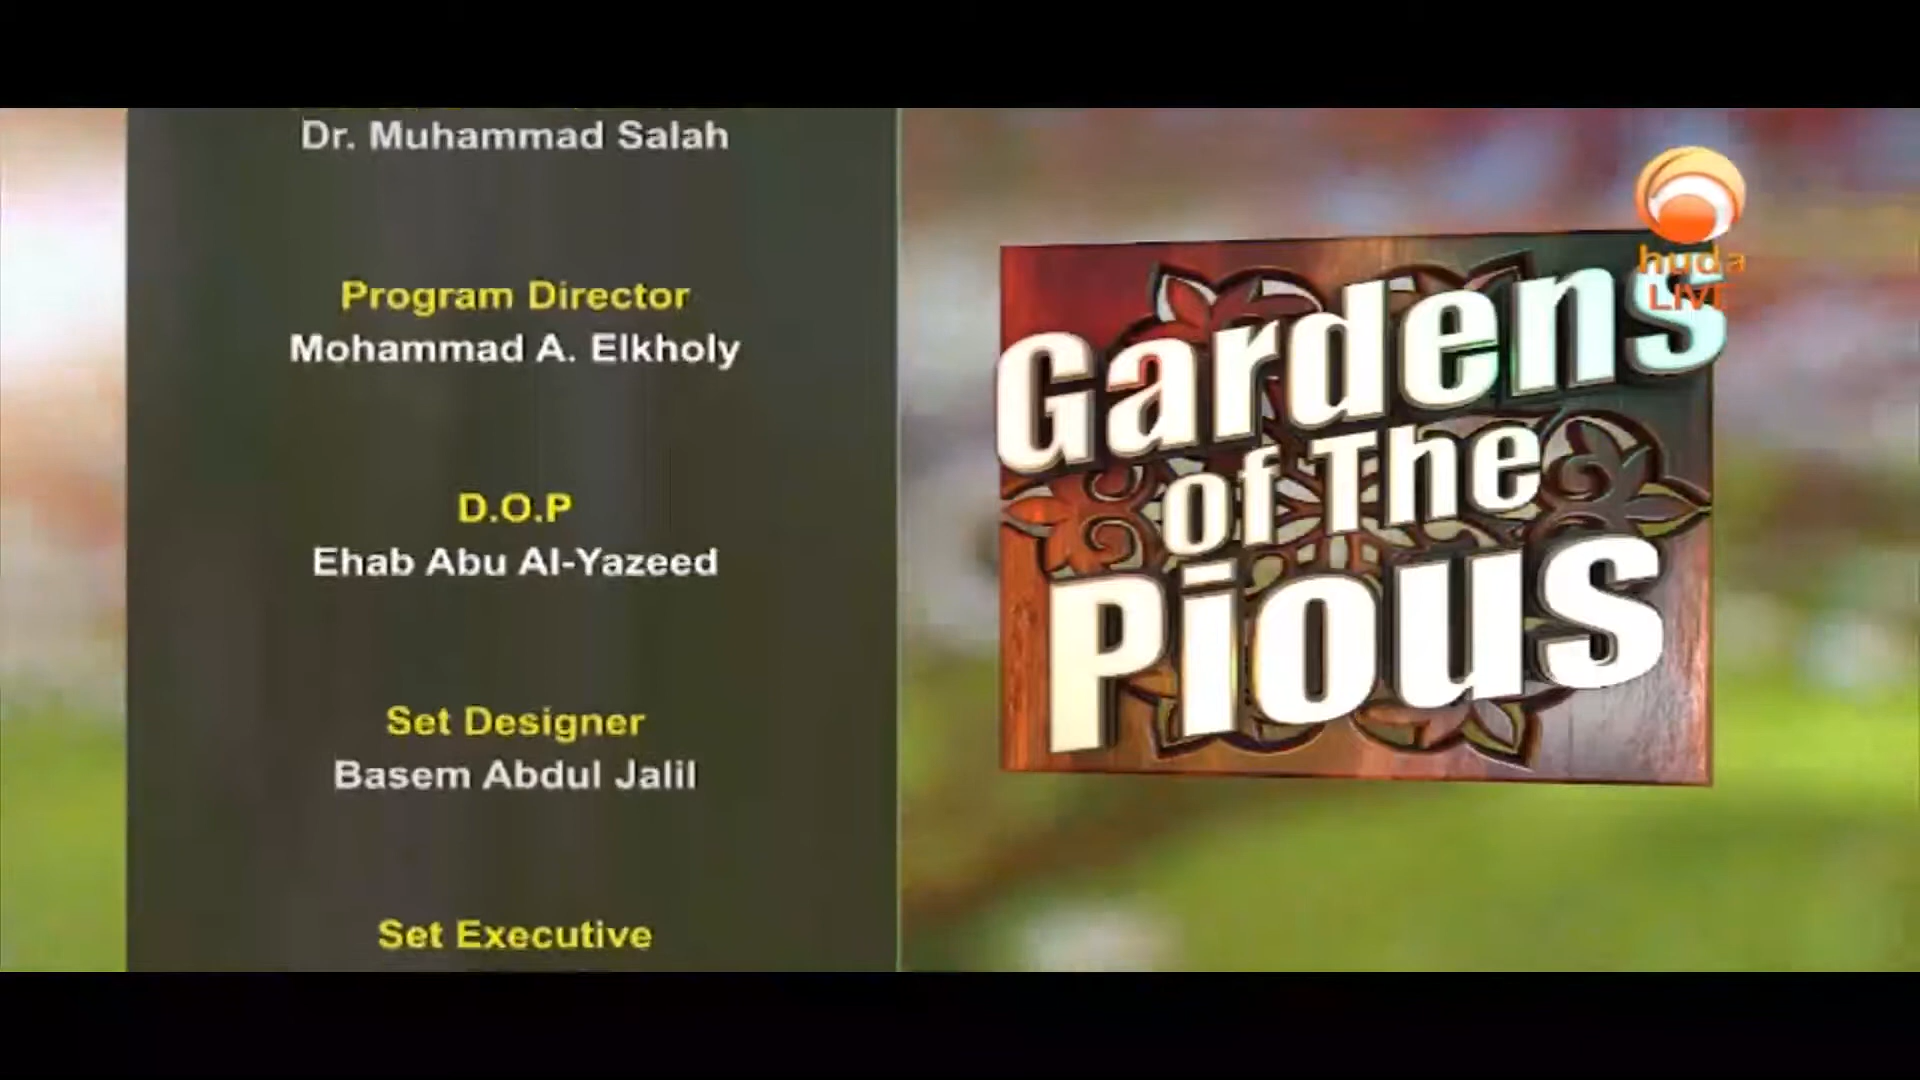 Dr. Muhammad Salah
Program Director
Mohammad A. Elkholy
D.O.P
Ehab Abu Al-Yazeed
Set Designer
Basem Abdul Jalil
Set Executive
huda
LIVE
Gardens
of The
Pious